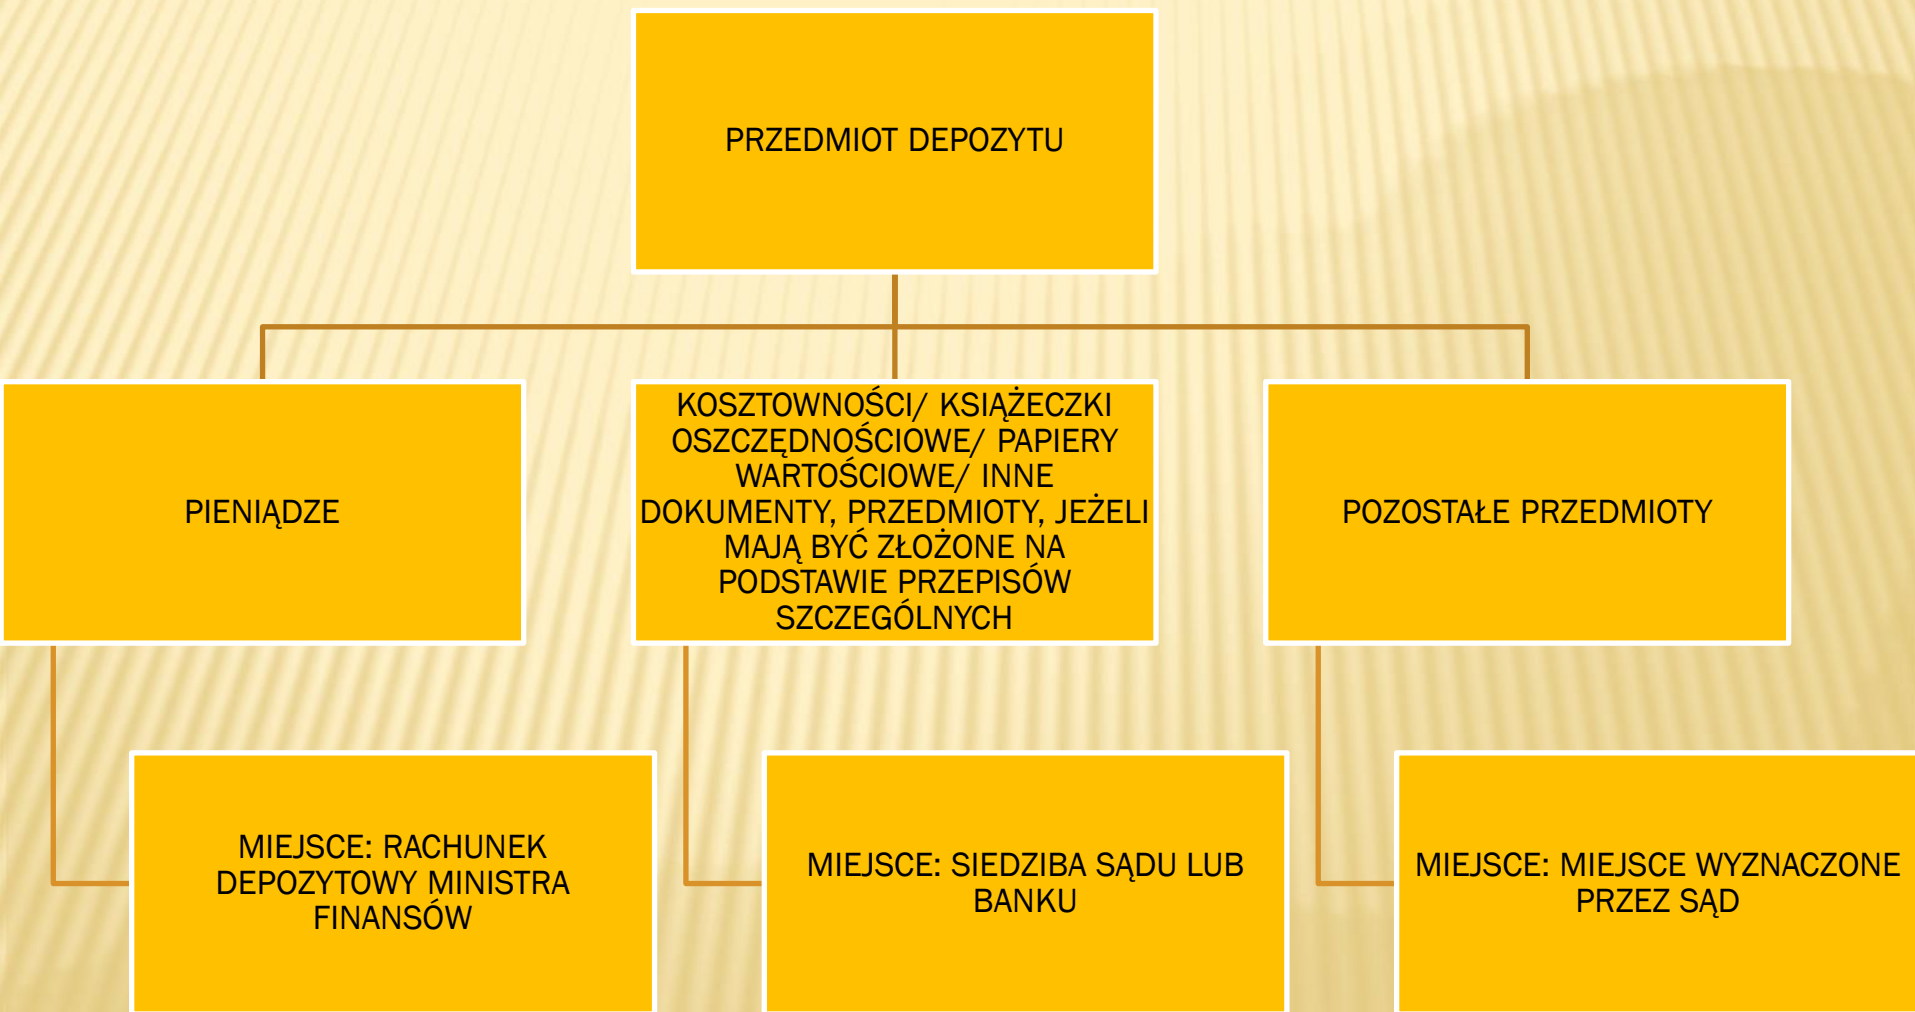 PRZEDMIOT DEPOZYTU
PIENIĄDZE
KOSZTOWNOŚCI/ KSIĄŻECZKI
OSZCZĘDNOŚCIOWE/ PAPIERY
WARTOŚCIOWE/ INNE
DOKUMENTY, PRZEDMIOTY, JEŻELI
MAJĄ BYĆ ZŁOŻONE NA
PODSTAWIE PRZEPISÓW
SZCZEGÓLNYCH
POZOSTAŁE PRZEDMIOTY
MIEJSCE: RACHUNEK
DEPOZYTOWY MINISTRA
FINANSÓW
MIEJSCE: SIEDZIBA SĄDU LUB
BANKU
MIEJSCE: MIEJSCE WYZNACZONE
PRZEZ SĄD